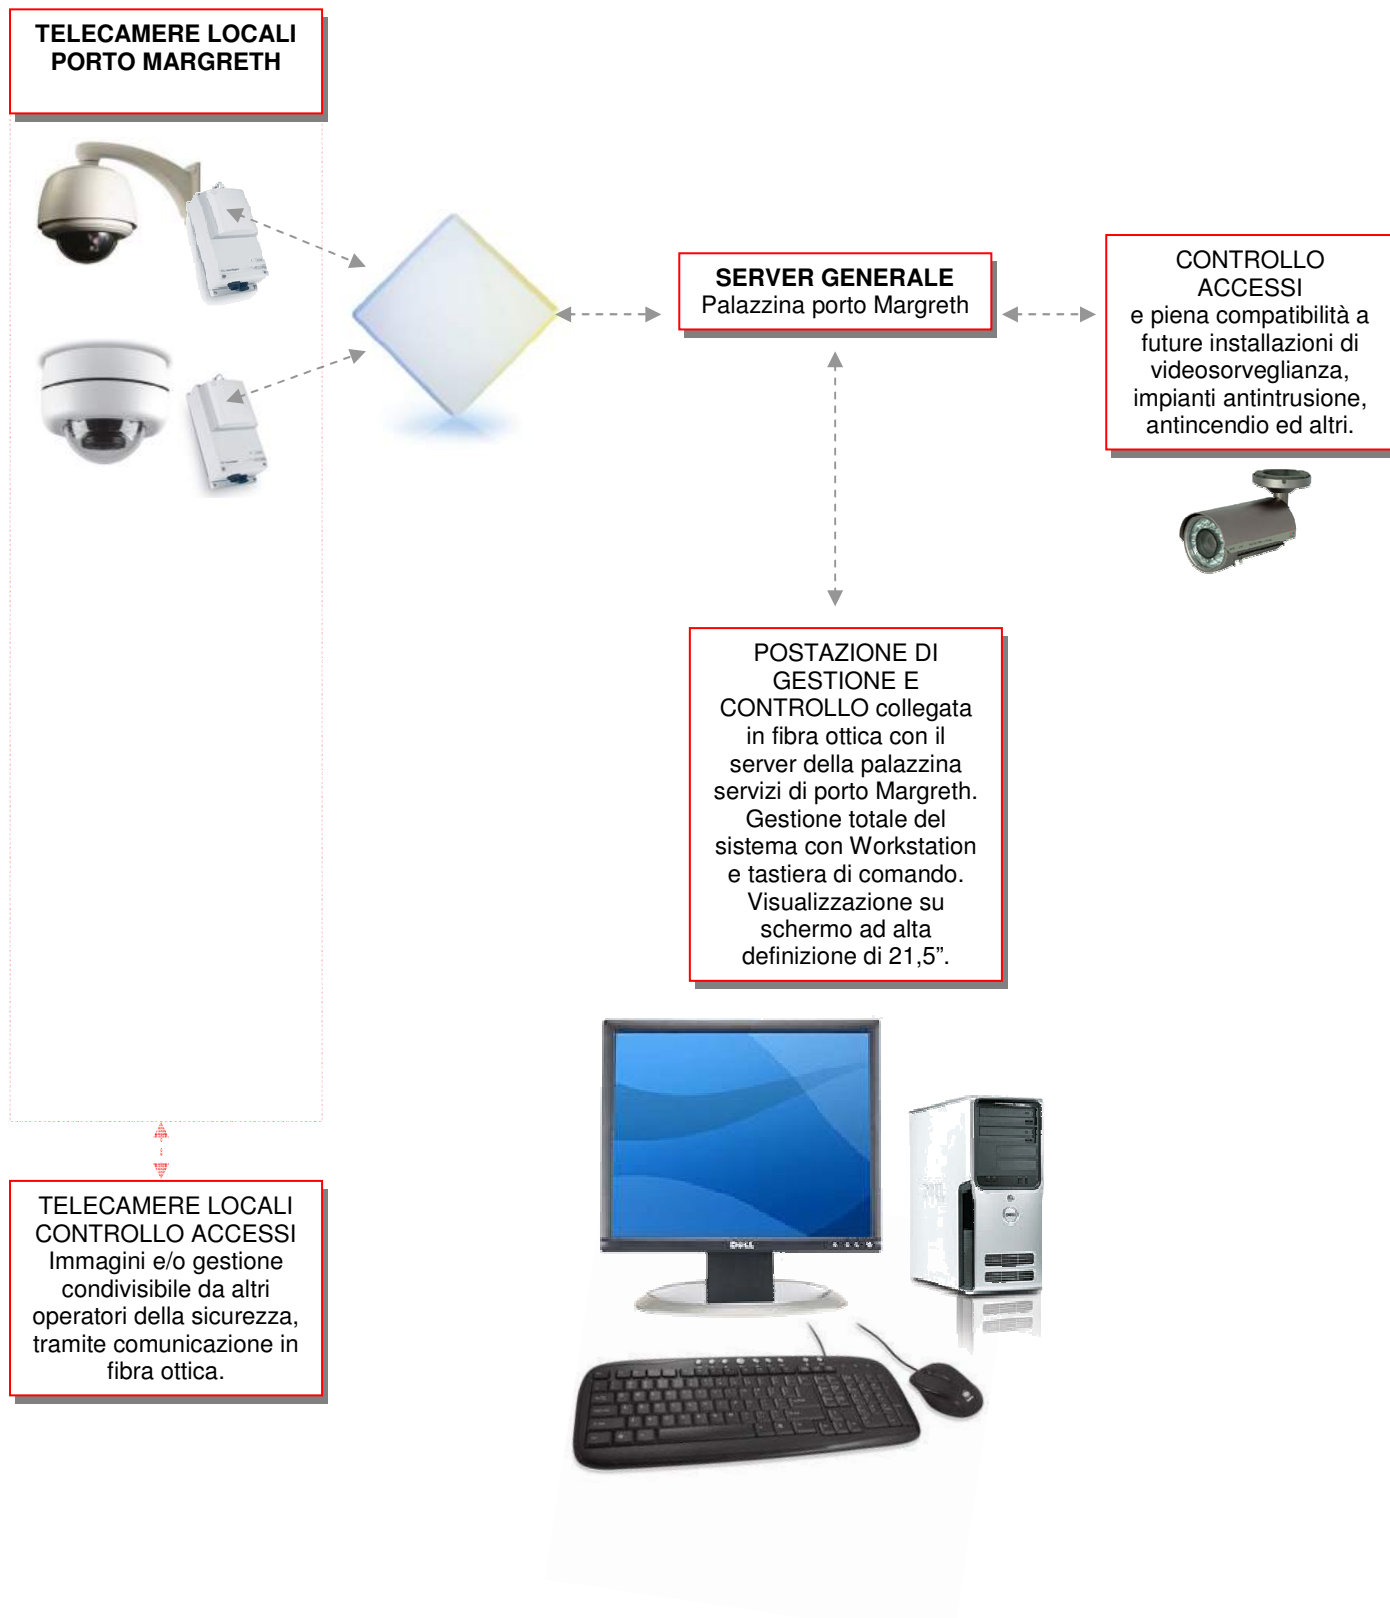 TELECAMERE LOCALI
PORTO MARGRETH
SERVER GENERALE
Palazzina porto Margreth
CONTROLLO
ACCESSI
e piena compatibilità a
future installazioni di
videosorveglianza,
impianti antintrusione,
antincendio ed altri.
POSTAZIONE DI
GESTIONE E
CONTROLLO collegata
in fibra ottica con il
server della palazzina
servizi di porto Margreth.
Gestione totale del
sistema con Workstation
e tastiera di comando.
Visualizzazione su
schermo ad alta
definizione di 21,5”.
DELL
TELECAMERE LOCALI
CONTROLLO ACCESSI
Immagini e/o gestione
condivisibile da altri
operatori della sicurezza,
tramite comunicazione in
fibra ottica.